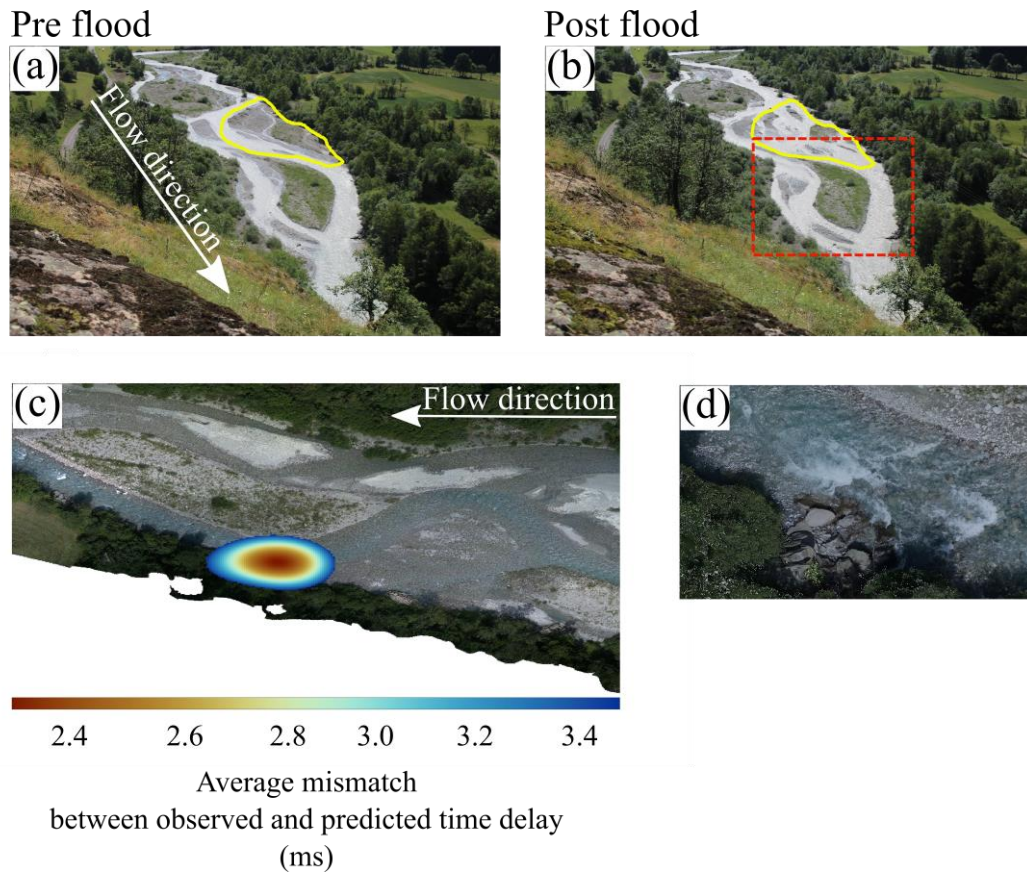 Pre flood
Post flood
(a)
Flow direction
(b)
(c)
Flow direction
(d)
2.4 2.6 2.8 3.0 3.2 3.4
Average mismatch
between observed and predicted time delay
(ms)